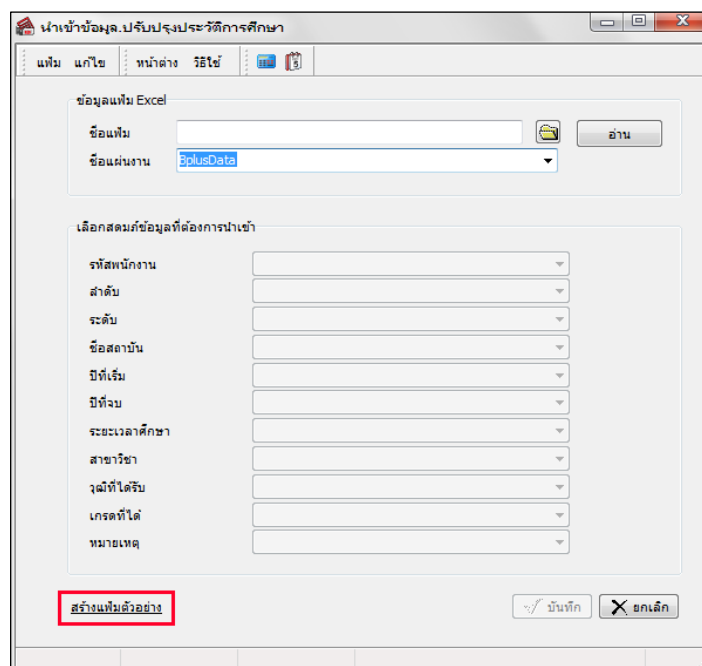 นำเข้าข้อมูล.ปรับปรุงประวัติการศึกษา
แฟ้ม แก้ไข หน้าต่าง วิธีใช้
ข้อมูลแฟ้ม Excel
ชื่อแฟ้ม อ่าน
ชื่อแผ่นงาน BplusData
เลือกสดมภ์ข้อมูลที่ต้องการนำเข้า
รหัสพนักงาน
ลำดับ
ระดับ
ชื่อสถาบัน
ปีที่เริ่ม
ปีที่จบ
ระยะเวลาศึกษา
สาขาวิชา
วุฒิที่ได้รับ
เกรดที่ได้
หมายเหตุ
สร้างแฟ้มตัวอย่าง บันทึก ยกเลิก